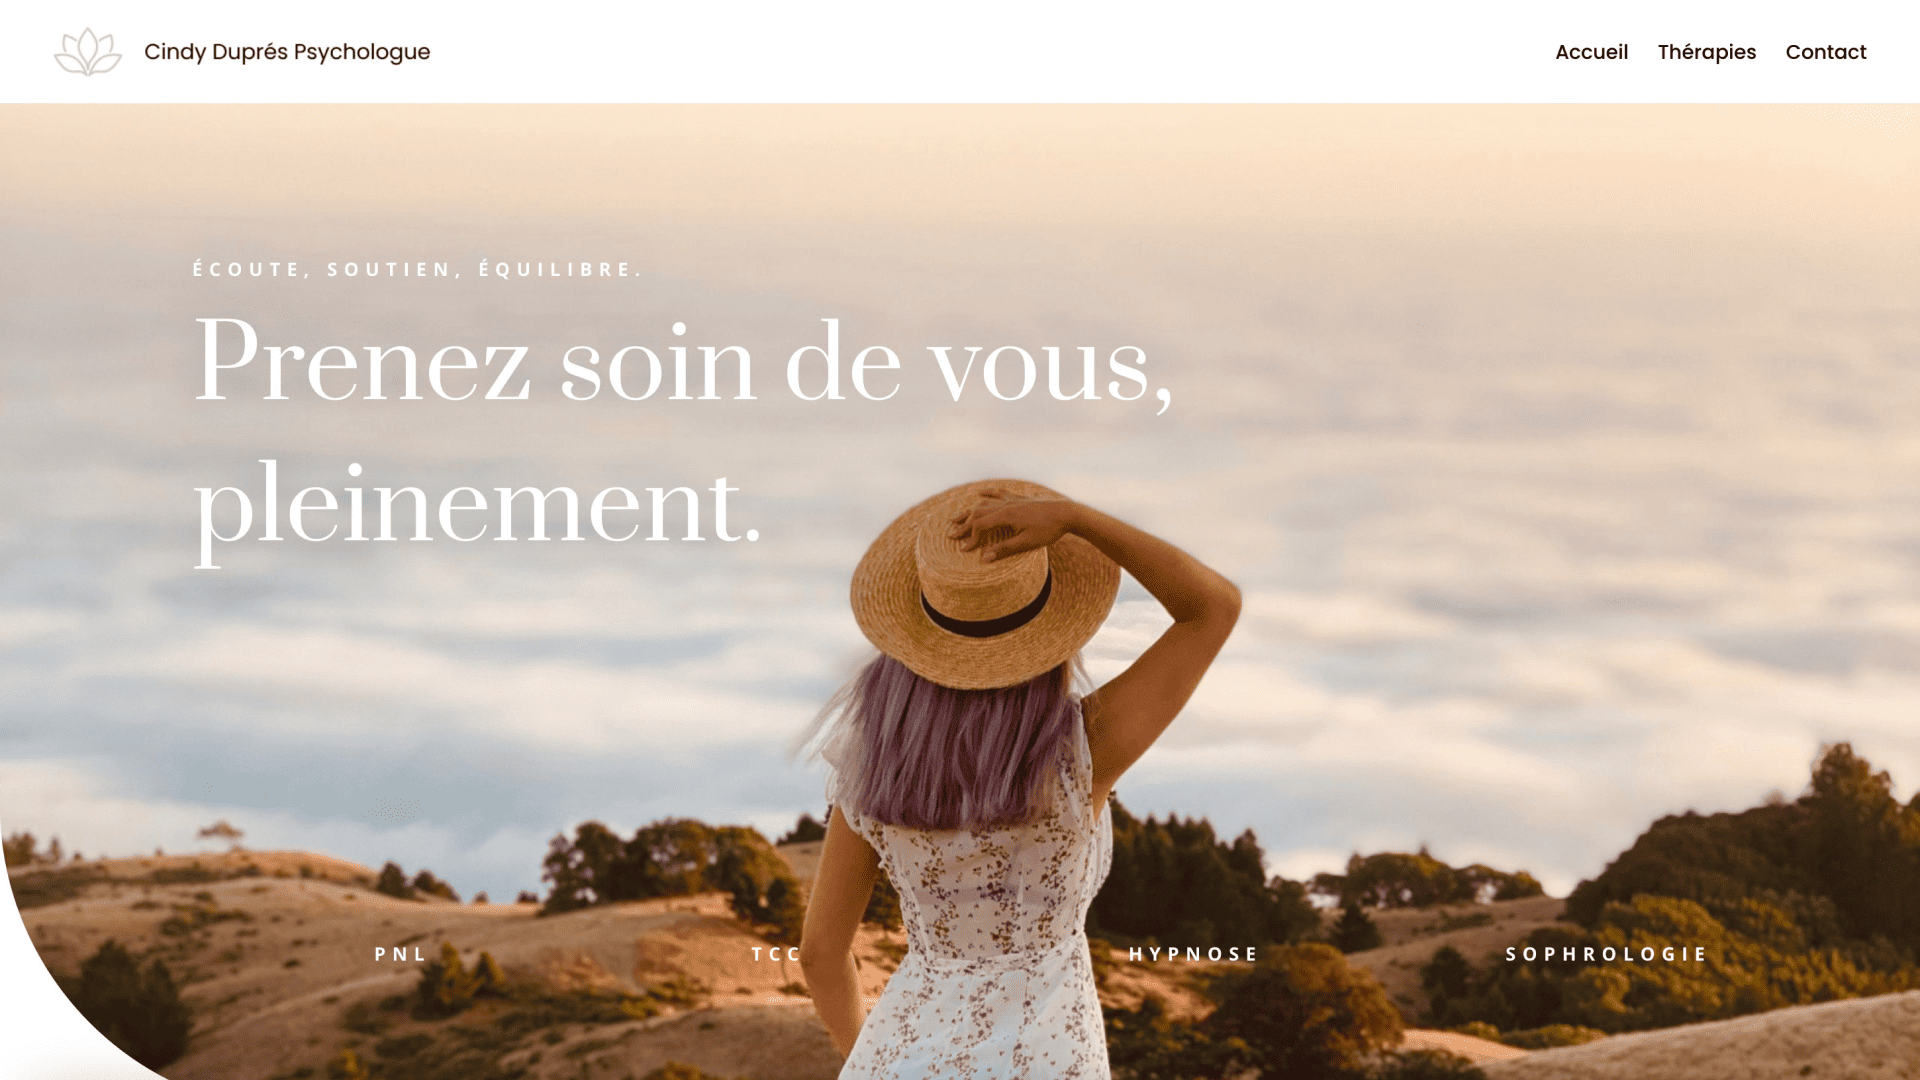 Cindy Duprés Psychologue
Accueil Thérapies Contact
ÉCOUTE, SOUTIEN, ÉQUILIBRE.
Prenez soin de vous,
pleinement.
PNL TCC HYPNOSE SOPHROLOGIE